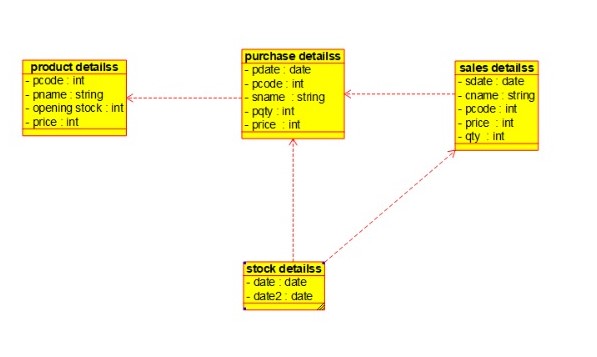 product detailss
- pcode : int
- pname : string
- opening stock : int
- price : int
purchase detailss
- pdate : date
- pcode : int
- sname : string
- pqty : int
- price : int
sales detailss
- sdate : date
- cname : string
- pcode : int
- price : int
- qty : int
stock detailss
- date : date
- date2 : date